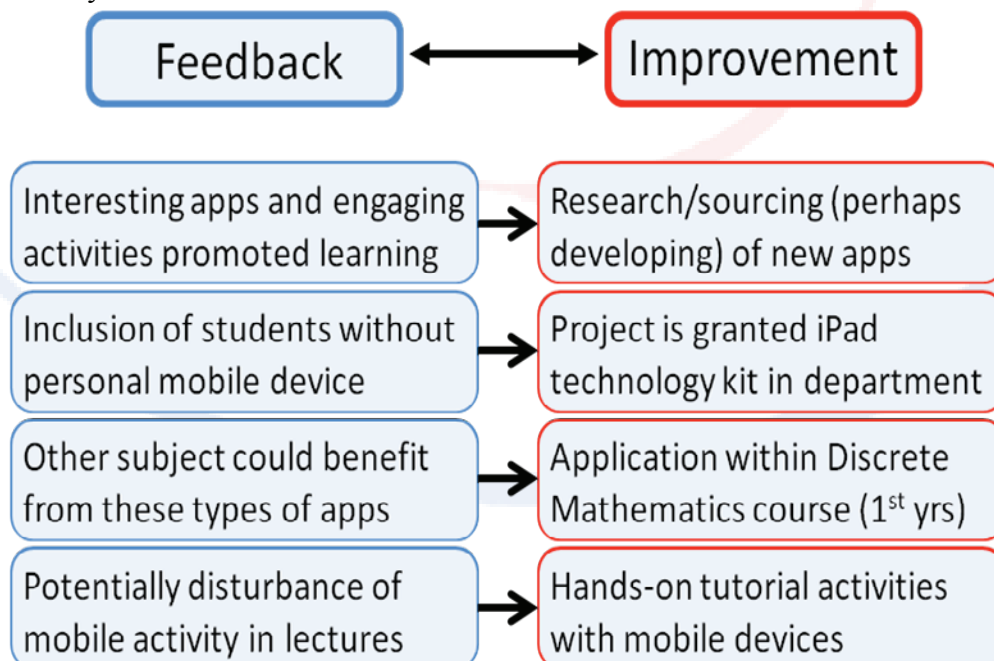 Feedback
Improvement
Interesting apps and engaging
activities promoted learning
Research/sourcing (perhaps
developing) of new apps
Inclusion of students without
personal mobile device
Project is granted iPad
technology kit in department
Other subject could benefit
from these types of apps
Application within Discrete
Mathematics course (1st yrs)
Potentially disturbance of
mobile activity in lectures
Hands-on tutorial activities
with mobile devices